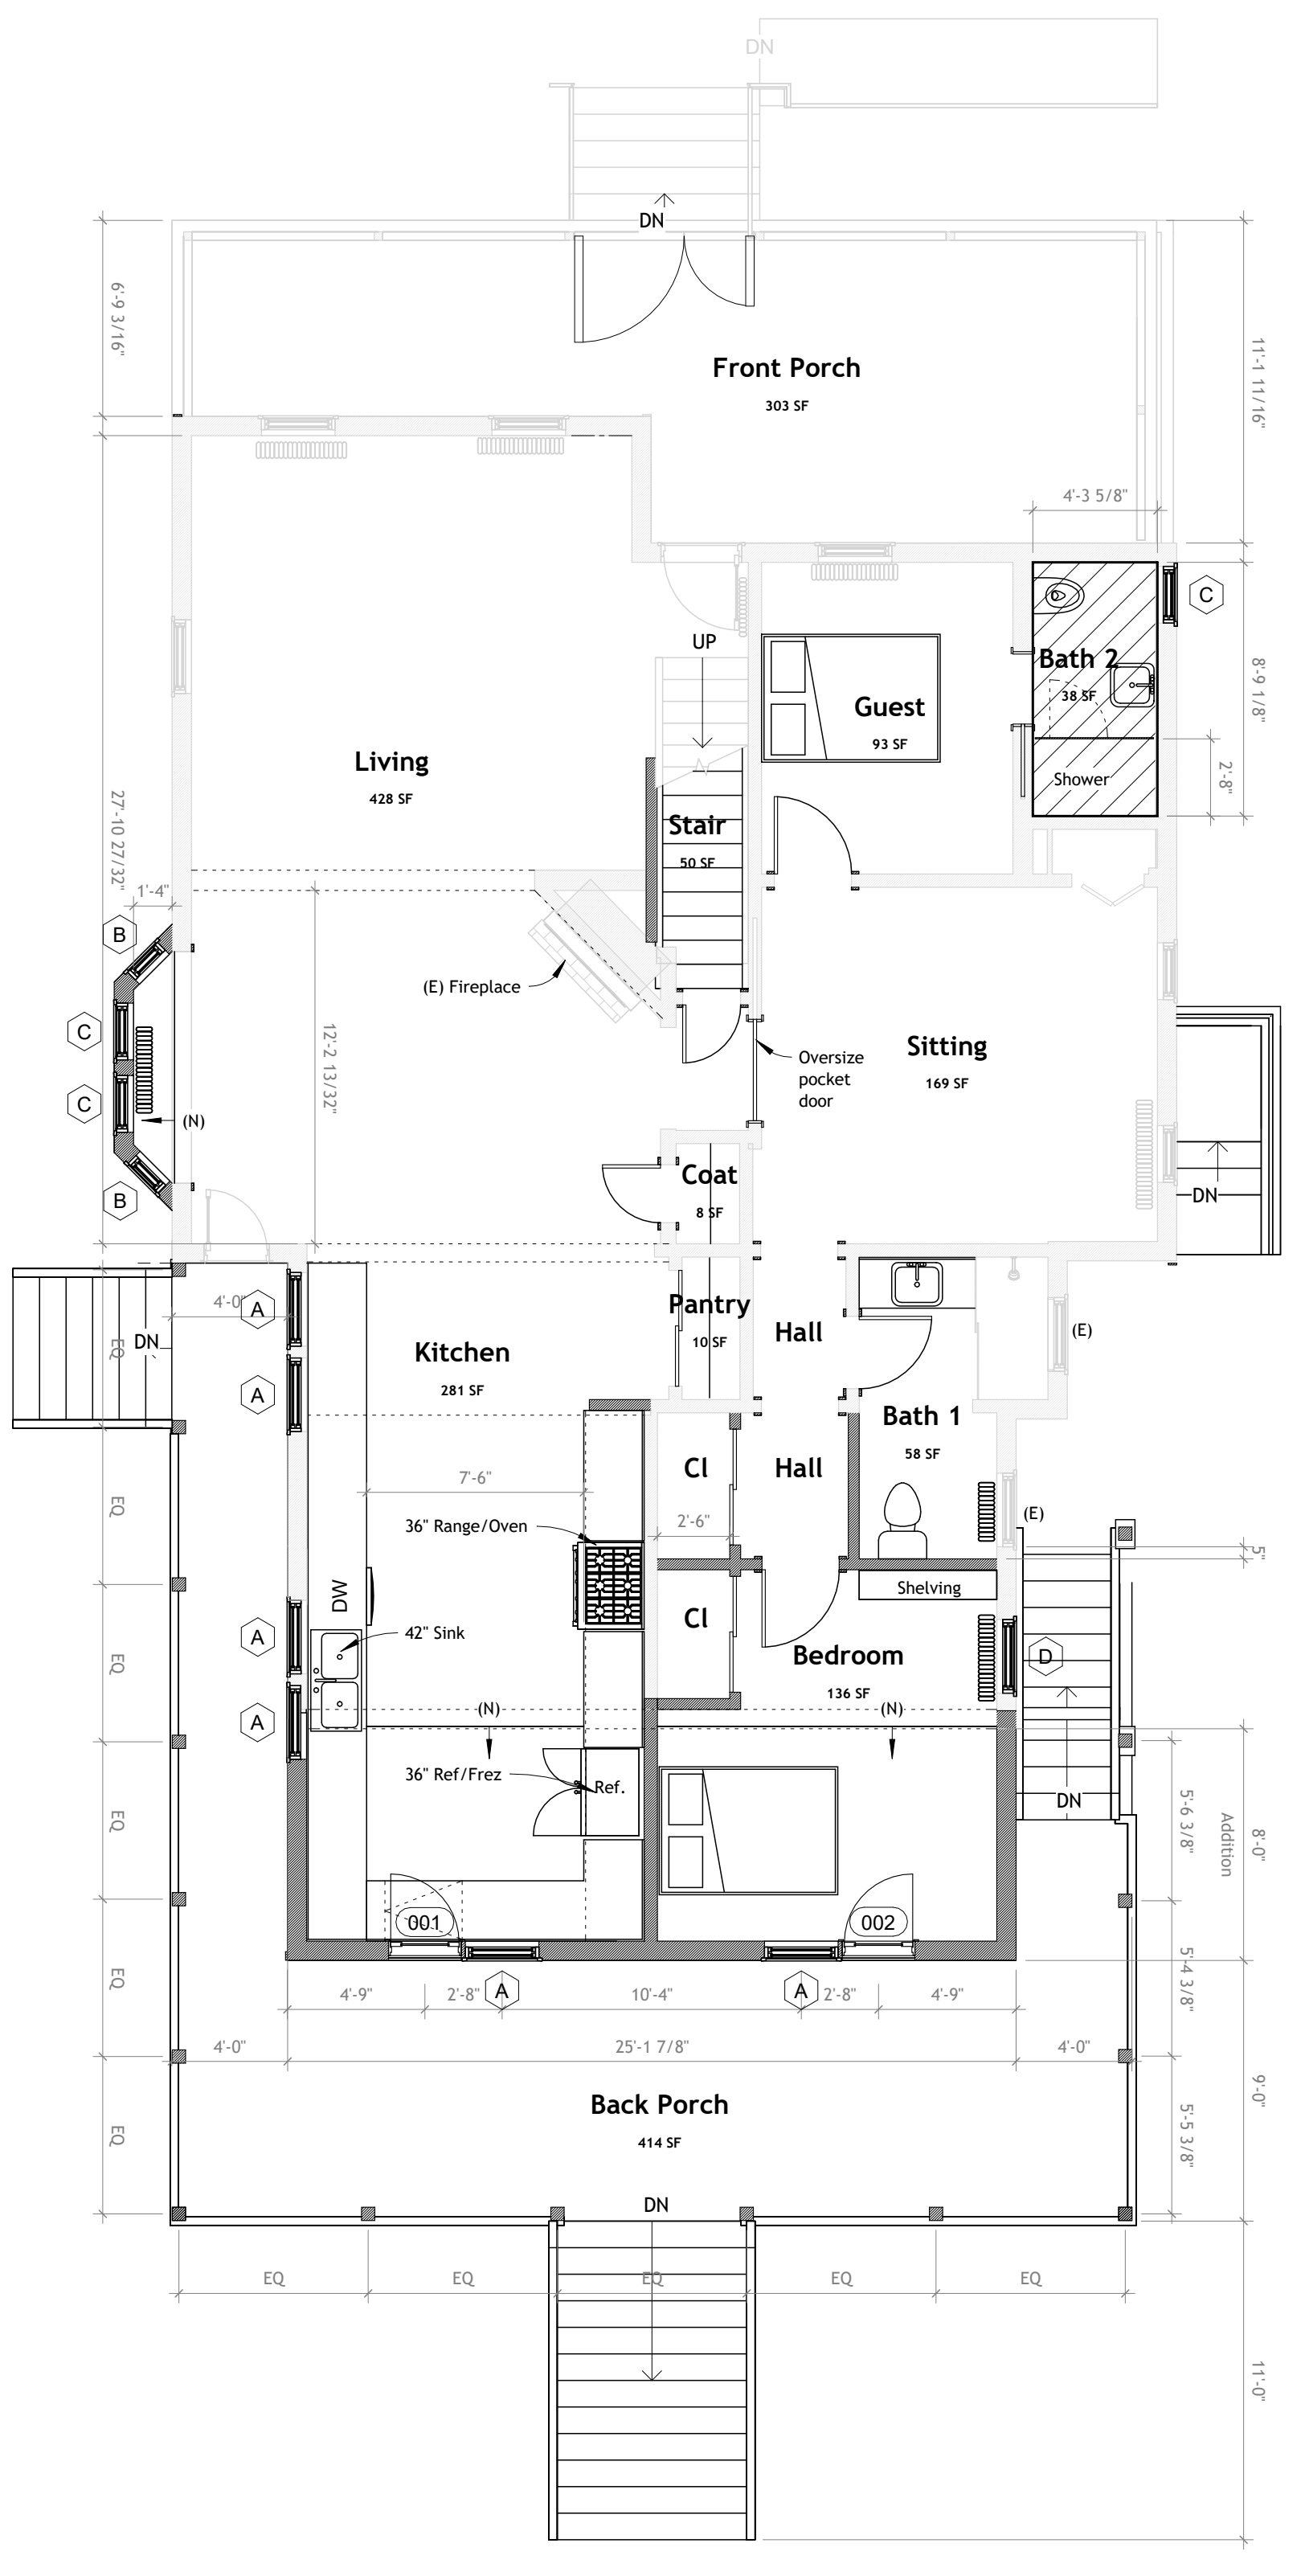 DN
DN
6'-9 3/16"
11'-1 11/16"
Front Porch
303 SF
4'-3 5/8"
C
UP
Bath 2
38 SF
8'-9 1/8"
Guest
93 SF
Living
428 SF
Shower
2'-8"
Stair
50 SF
27'-10 27/32"
1'-4"
B
(E) Fireplace
C
12'-2 13/32"
Sitting
169 SF
Oversize
pocket
door
C
(N)
Coat
8 SF
B
DN
4'-0"
A
Pantry
10 SF
DN
EQ
Hall
(E)
Kitchen
281 SF
A
Bath 1
58 SF
Cl
Hall
7'-6"
EQ
36" Range/Oven
2'-6"
(E)
5"
DW
Shelving
Cl
42" Sink
A
EQ
Bedroom
136 SF
D
(N)
(N)
A
36" Ref/Frez
Ref.
DN
5'-6 3/8"
Addition
8'-0"
EQ
001
002
EQ
5'-4 3/8"
4'-9"
2'-8"
A
10'-4"
A
2'-8"
4'-9"
4'-0"
25'-1 7/8"
4'-0"
Back Porch
414 SF
9'-0"
EQ
5'-5 3/8"
DN
EQ
EQ
EQ
EQ
EQ
11'-0"